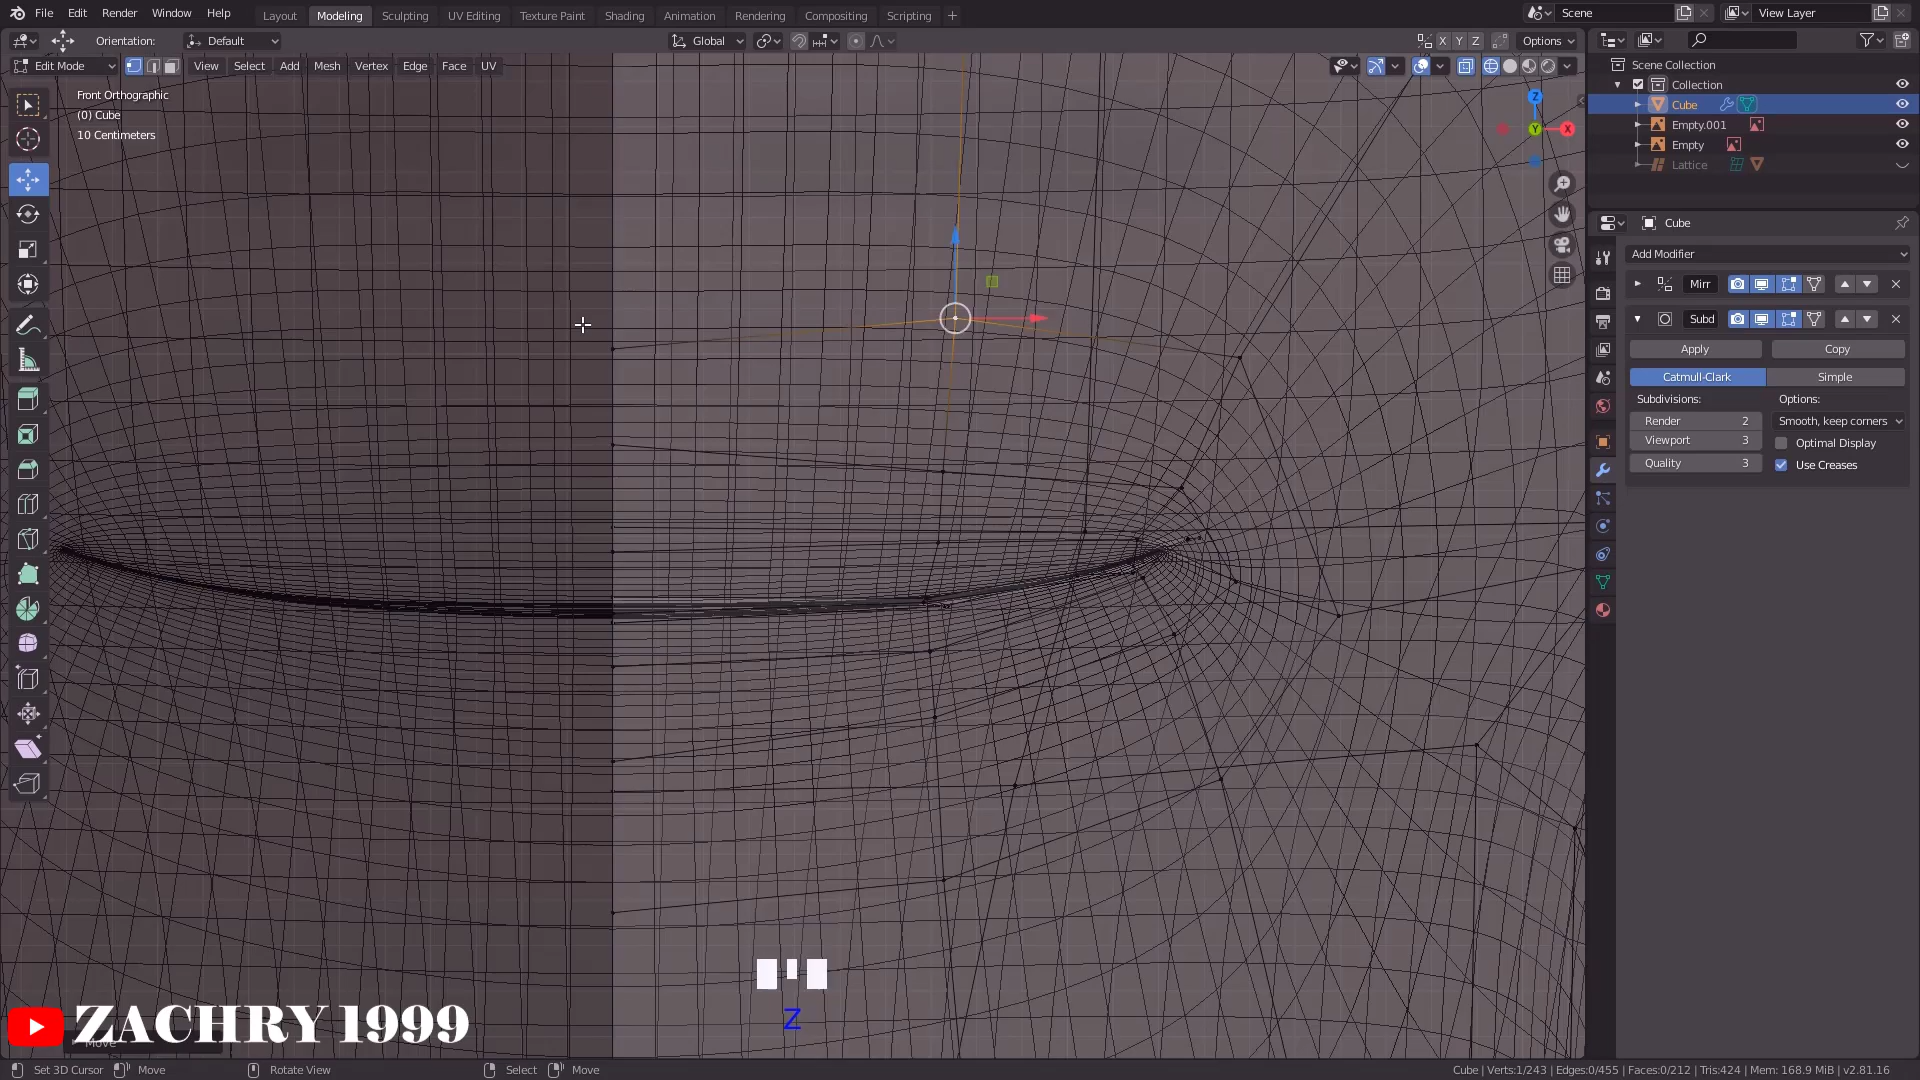 File Edit Render Window Help Layout Modeling Sculpting UV Editing Texture Paint Shading Animation Rendering Compositing Scripting + Scene View Layer
Orientation: Default Global X Y Z Options
Edit Mode View Select Add Mesh Vertex Edge Face UV
Front Orthographic
(0) Cube
10 Centimeters
Z
Y
X
Scene Collection
Collection
Cube
Empty.001
Empty
Lattice
Cube
Add Modifier
Mirr
Subd
Apply Copy
Catmull-Clark Simple
Subdivisions: Options:
Render 2 Smooth, keep corners
Viewport 3 Optimal Display
Quality 3 Use Creases
Z
ZACHRY 1999
Move
Set 3D Cursor Move Rotate View Select Move Cube | Verts:1/243 | Edges:0/455 | Faces:0/212 | Tris:424 | Mem: 168.9 MiB | v2.81.16